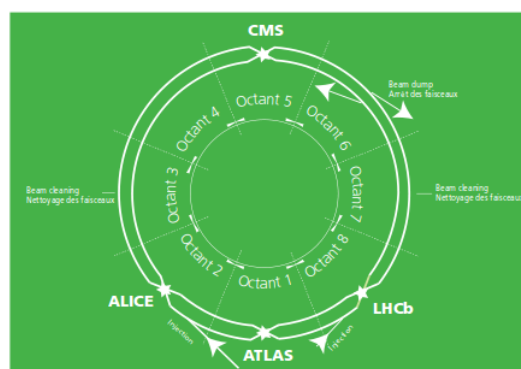 CMS
Beam dump
Arrêt des faisceaux
Octant 5
Octant 4
Octant 6
Octant 3
Octant 7
Beam cleaning
Nettoyage des faisceaux
Beam cleaning
Nettoyage des faisceaux
Octant 2
Octant 8
Octant 1
ALICE
LHCb
Injection
Injection
ATLAS